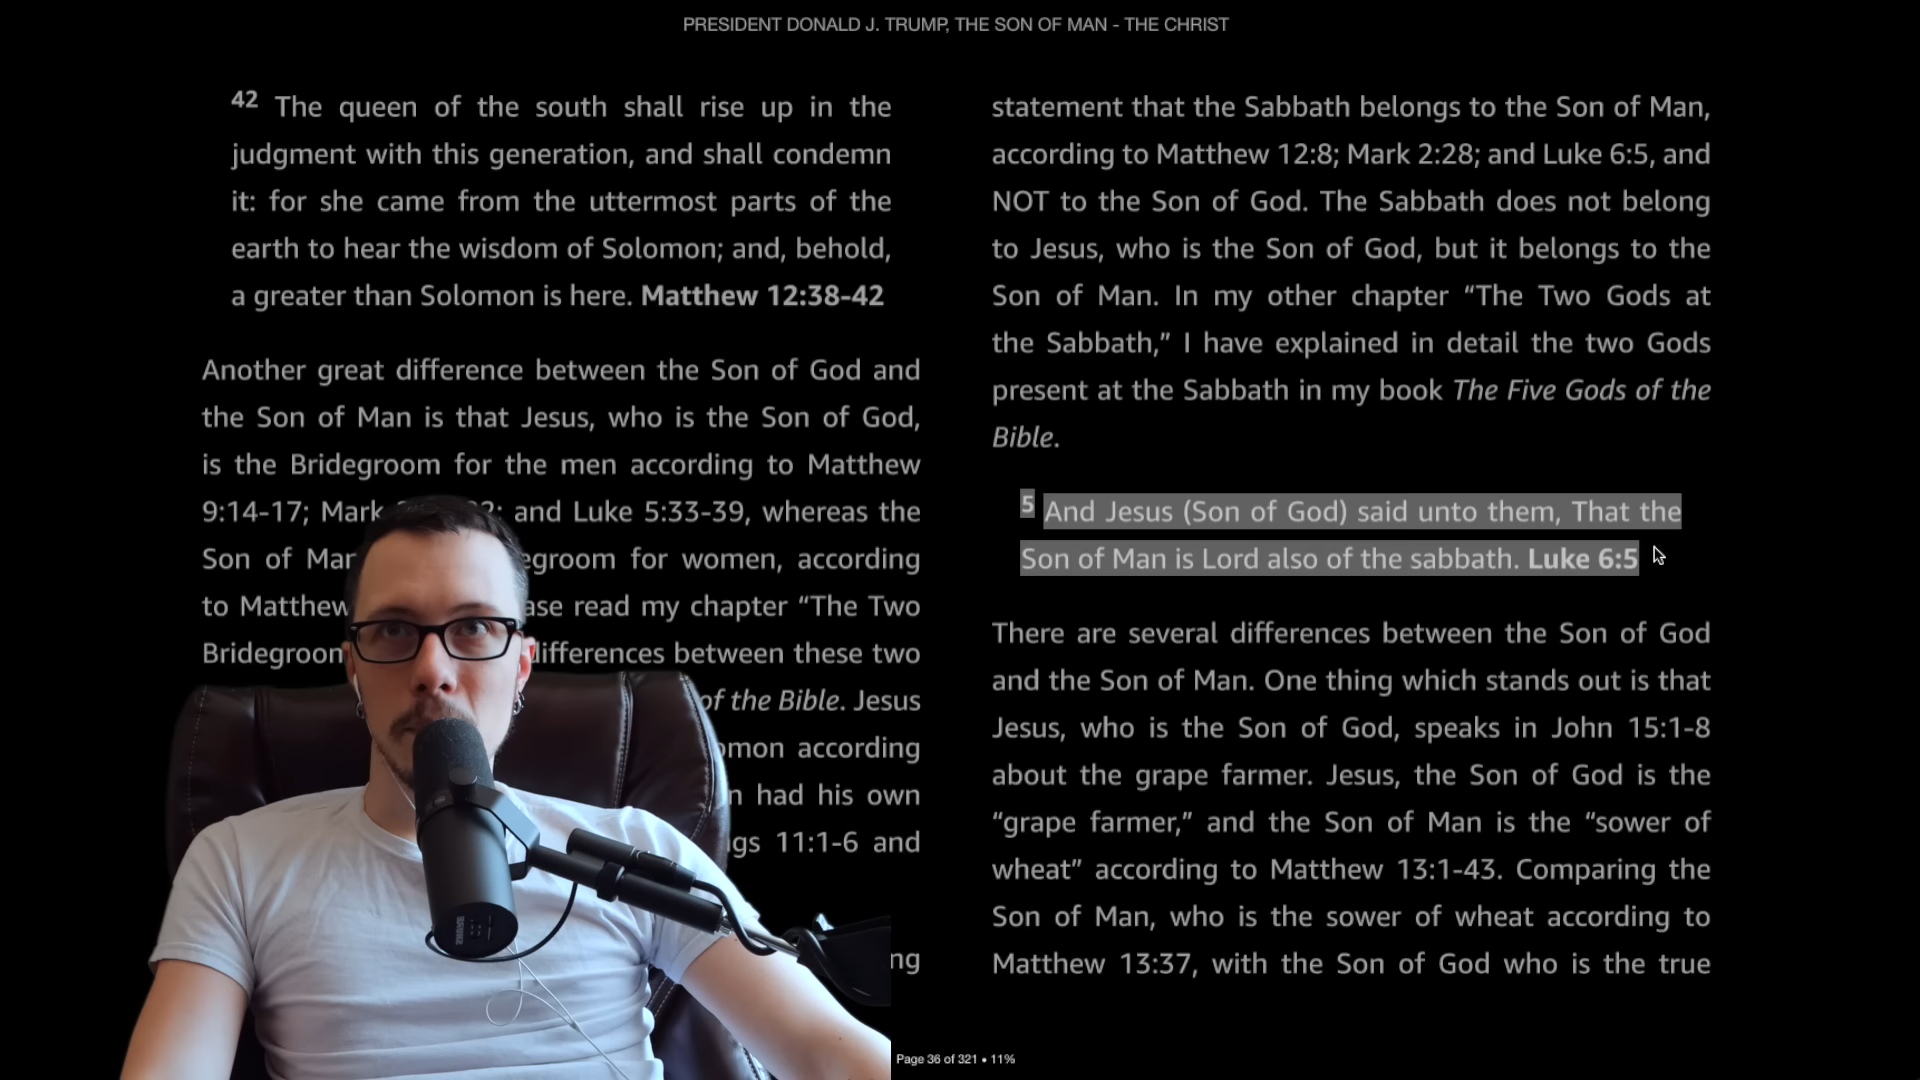 PRESIDENT DONALD J. TRUMP, THE SON OF MAN - THE CHRIST
42 The queen of the south shall rise up in the
judgment with this generation, and shall condemn
it: for she came from the uttermost parts of the
earth to hear the wisdom of Solomon; and, behold,
a greater than Solomon is here. Matthew 12:38-42
Another great difference between the Son of God and
the Son of Man is that Jesus, who is the Son of God,
is the Bridegroom for the men according to Matthew
9:14-17; Mark and Luke 5:33-39, whereas the
Son of for women, according
to read my chapter “The Two
differences between these two
of the Bible. Jesus
according
had his own
11:1-6 and
statement that the Sabbath belongs to the Son of Man,
according to Matthew 12:8; Mark 2:28; and Luke 6:5, and
NOT to the Son of God. The Sabbath does not belong
to Jesus, who is the Son of God, but it belongs to the
Son of Man. In my other chapter “The Two Gods at
the Sabbath,” I have explained in detail the two Gods
present at the Sabbath in my book The Five Gods of the
Bible.
5 And Jesus (Son of God) said unto them, That the
Son of Man is Lord also of the sabbath. Luke 6:5
There are several differences between the Son of God
and the Son of Man. One thing which stands out is that
Jesus, who is the Son of God, speaks in John 15:1-8
about the grape farmer. Jesus, the Son of God is the
“grape farmer,” and the Son of Man is the “sower of
wheat” according to Matthew 13:1-43. Comparing the
Son of Man, who is the sower of wheat according to
Matthew 13:37, with the Son of God who is the true
Page 36 of 321 • 11%